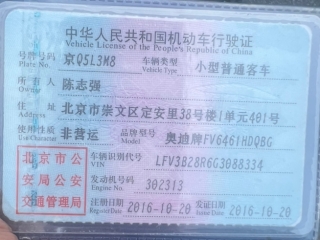 中华人民共和国机动车行驶证
Vehicle License of the People's Republic of China
号牌号码 京Q5L3M8 车辆类型 小型普通客车
Plate No. Vehicle Type
所有人 陈志强
Owner
住址 北京市崇文区定安里38号楼1单元401号
Address
使用性质 非营运 品牌型号 奥迪牌FV6461HDQBG
Use Character Model
北京市公安局公安交通管理局
车辆识别代号 LFV3B28R6G3088334
VIN
发动机号码 302313
Engine No.
注册日期 2016-10-20 发证日期 2016-10-20
Register Date Issue Date